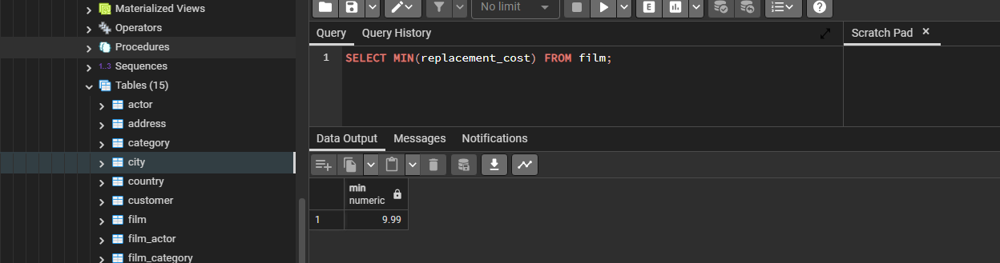 Materialized Views
Operators
Procedures
1..3 Sequences
Tables (15)
actor
address
category
city
country
customer
film
film_actor
film_category
No limit
E
Query
Query History
Scratch Pad
1
SELECT MIN(replacement_cost) FROM film;
Data Output
Messages
Notifications
min
numeric
1
9.99